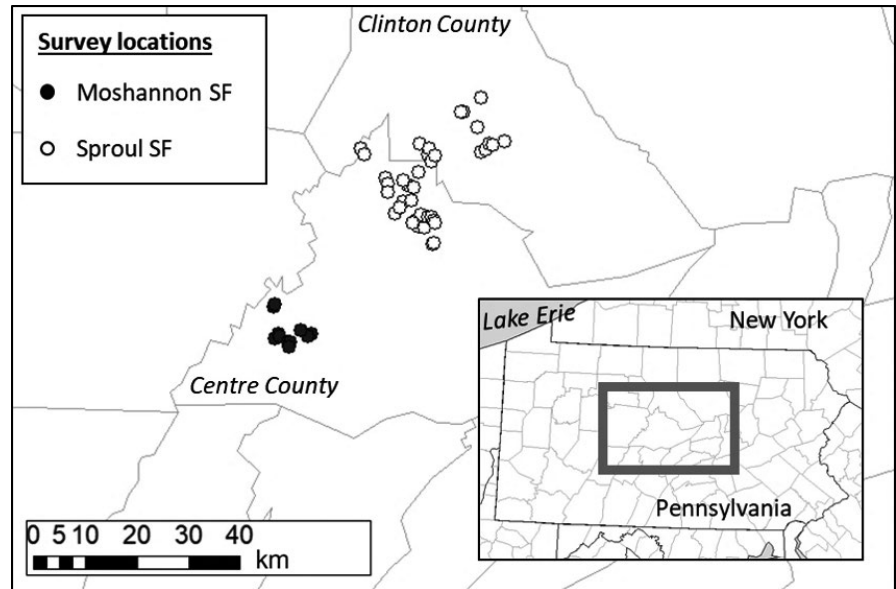 Clinton County
Survey locations
Moshannon SF
Sproul SF
Centre County
Lake Erie
New York
Pennsylvania
0 5 10 20 30 40
km